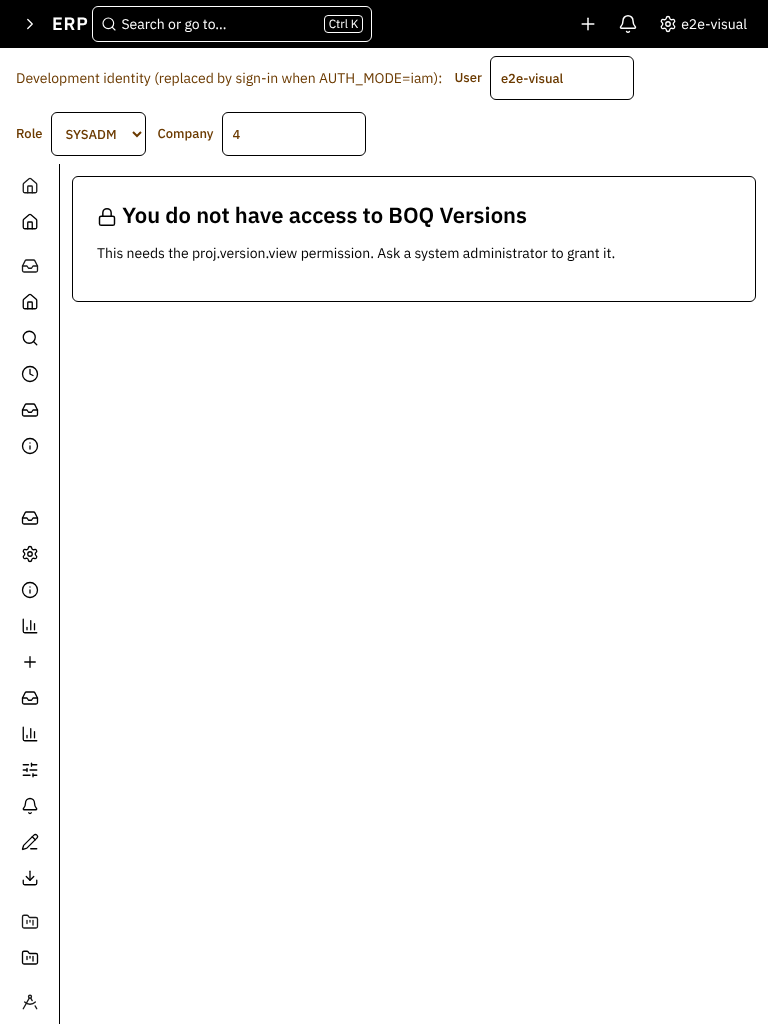 ERP
Search or go to...
Ctrl K
e2e-visual
Development identity (replaced by sign-in when AUTH_MODE=iam):
User
e2e-visual
Role
SYSADM
Company
4
You do not have access to BOQ Versions
This needs the proj.version.view permission. Ask a system administrator to grant it.